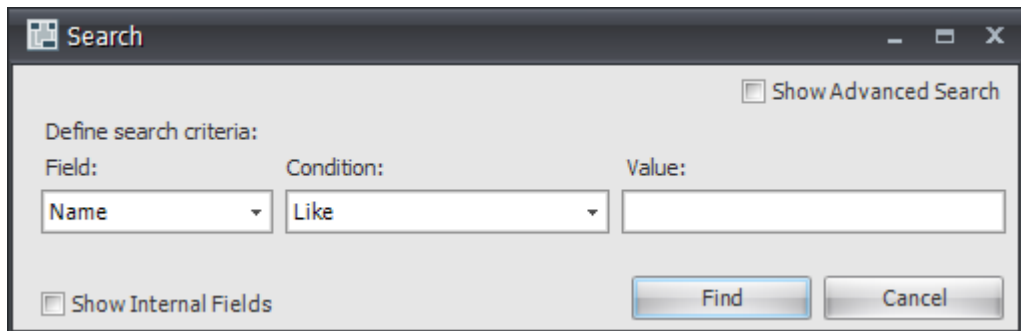 Search
Show Advanced Search
Define search criteria:
Field: Condition: Value:
Name Like
Show Internal Fields Find Cancel